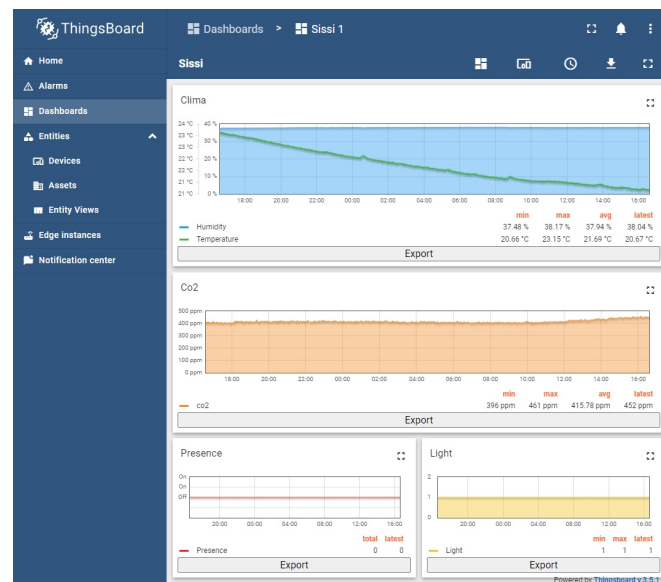 ThingsBoard
Dashboards > Sissi 1
Home
Alarms
Dashboards
Entities
Devices
Assets
Entity Views
Edge instances
Notification center
Sissi
Clima
24 °C 40 %
23 °C
23 °C 30 %
22 °C
22 °C 20 %
22 °C
21 °C 10 %
21 °C 0 %
18:00 20:00 22:00 00:00 02:00 04:00 06:00 08:00 10:00 12:00 14:00 16:00
min max avg latest
Humidity 37.48 % 38.17 % 37.94 % 38.04 %
Temperature 20.66 °C 23.15 °C 21.69 °C 20.67 °C
Export
Co2
500 ppm
400 ppm
300 ppm
200 ppm
100 ppm
0 ppm
18:00 20:00 22:00 00:00 02:00 04:00 06:00 08:00 10:00 12:00 14:00 16:00
min max avg latest
co2 396 ppm 461 ppm 415.78 ppm 452 ppm
Export
Presence
On
On
Off
20:00 00:00 04:00 08:00 12:00 16:00
total latest
Presence 0 0
Export
Light
2
1
0
20:00 00:00 04:00 08:00 12:00 16:00
min max latest
Light 1 1 1
Export
Powered by Thingsboard v.3.5.1